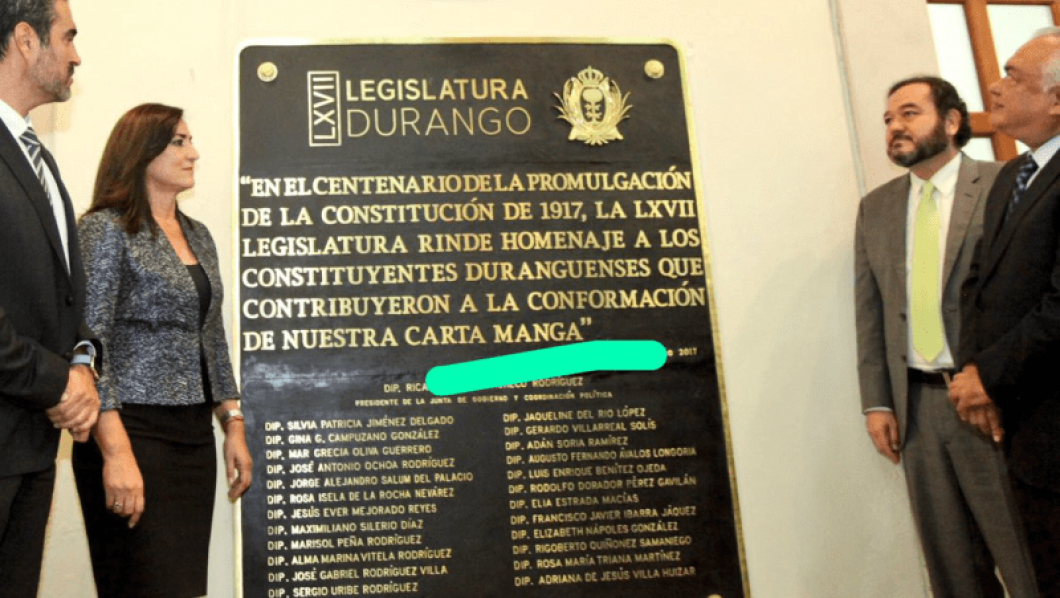 LXVII
LEGISLATURA
DURANGO
"EN EL CENTENARIO DE LA PROMULGACIÓN
DE LA CONSTITUCIÓN DE 1917, LA LXVII
LEGISLATURA RINDE HOMENAJE A LOS
CONSTITUYENTES DURANGUENSES QUE
CONTRIBUYERON A LA CONFORMACIÓN
DE NUESTRA CARTA MANGA"
2017
DIP. RODRÍGUEZ
PRESIDENTE DE LA JUNTA DE GOBIERNO Y COORDINACIÓN POLÍTICA
DIP. SILVIA PATRICIA JIMÉNEZ DELGADO
DIP. GINA G. CAMPUZANO GONZÁLEZ
DIP. MAR GRECIA OLIVA GUERRERO
DIP. JOSÉ ANTONIO OCHOA RODRÍGUEZ
DIP. JORGE ALEJANDRO SALUM DEL PALACIO
DIP. ROSA ISELA DE LA ROCHA NEVÁREZ
DIP. JESÚS EVER MEJORADO REYES
DIP. MAXIMILIANO SILERIO DÍAZ
DIP. MARISOL PEÑA RODRÍGUEZ
DIP. ALMA MARINA VITELA RODRÍGUEZ
DIP. JOSÉ GABRIEL RODRÍGUEZ VILLA
DIP. SERGIO URIBE RODRÍGUEZ
DIP. JAQUELINE DEL RIO LÓPEZ
DIP. GERARDO VILLARREAL SOLÍS
DIP. ADÁN SORIA RAMÍREZ
DIP. AUGUSTO FERNANDO ÁVALOS LONGORIA
DIP. LUIS ENRIQUE BENÍTEZ OJEDA
DIP. RODOLFO DORADOR PÉREZ GAVILÁN
DIP. ELIA ESTRADA MACÍAS
DIP. FRANCISCO JAVIER IBARRA JÁQUEZ
DIP. ELIZABETH NÁPOLES GONZÁLEZ
DIP. RIGOBERTO QUIÑONEZ SAMANIEGO
DIP. ROSA MARÍA TRIANA MARTÍNEZ
DIP. ADRIANA DE JESÚS VILLA HUIZAR